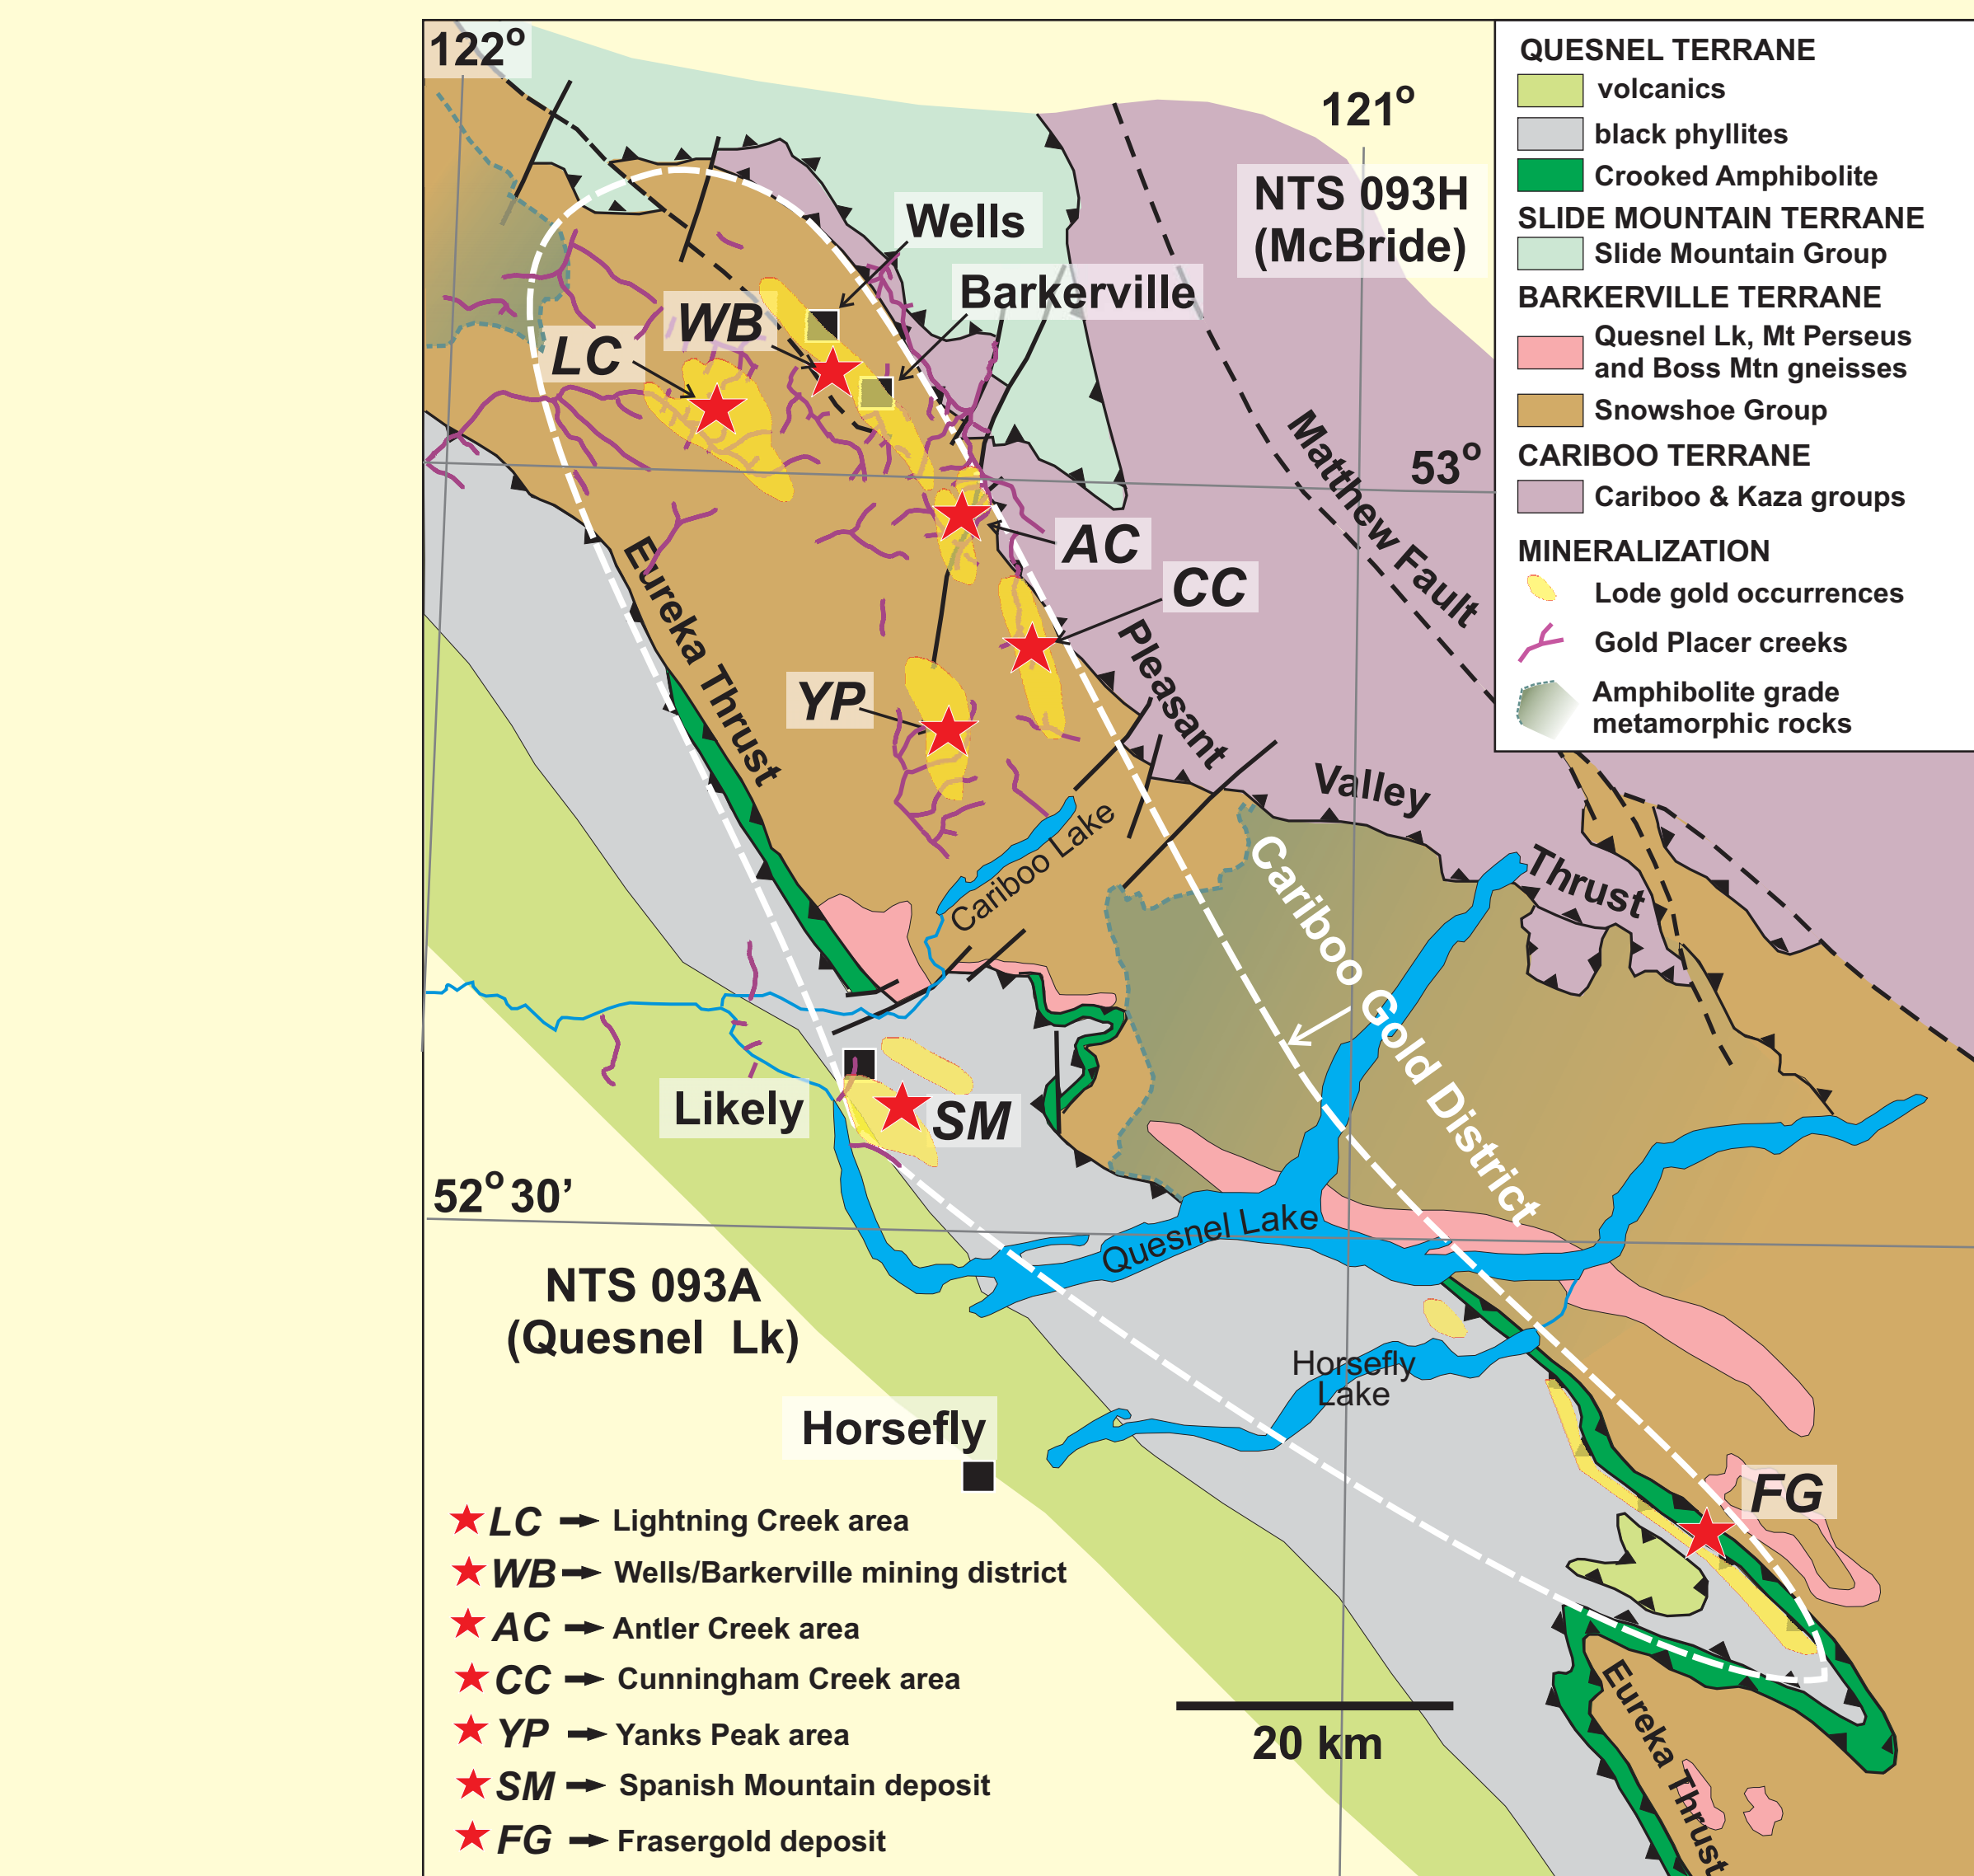 122°
121°
NTS 093H
(McBride)
Wells
Barkerville
WB
LC
53°
Matthew Fault
AC
CC
Eureka Thrust
Pleasant
YP
Valley
Cariboo Lake
Thrust
Cariboo Gold District
Likely
SM
52° 30’
Quesnel Lake
NTS 093A
(Quesnel Lk)
Horsefly
Lake
Horsefly
FG
Eureka Thrust
20 km
LC Lightning Creek area
WB Wells/Barkerville mining district
AC Antler Creek area
CC Cunningham Creek area
YP Yanks Peak area
SM Spanish Mountain deposit
FG Frasergold deposit
QUESNEL TERRANE
volcanics
black phyllites
Crooked Amphibolite
SLIDE MOUNTAIN TERRANE
Slide Mountain Group
BARKERVILLE TERRANE
Quesnel Lk, Mt Perseus
and Boss Mtn gneisses
Snowshoe Group
CARIBOO TERRANE
Cariboo & Kaza groups
MINERALIZATION
Lode gold occurrences
Gold Placer creeks
Amphibolite grade
metamorphic rocks